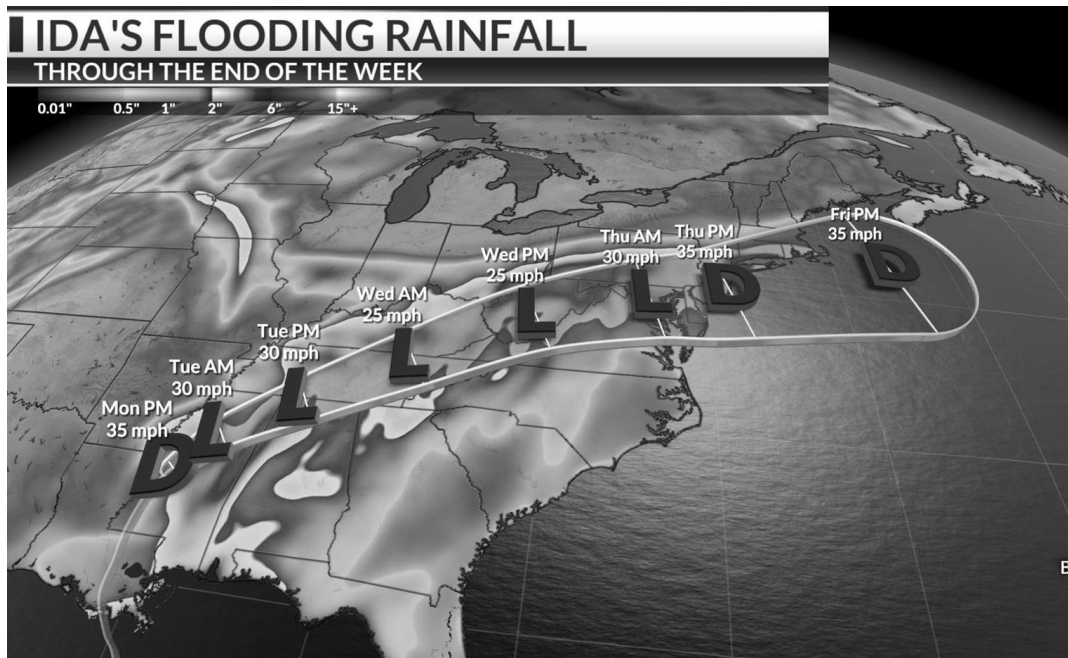 IDA'S FLOODING RAINFALL
THROUGH THE END OF THE WEEK
0.01" 0.5" 1" 2" 6" 15"+
Fri PM
35 mph
D
Thu PM
35 mph
D
Thu AM
30 mph
L
Wed PM
25 mph
L
Wed AM
25 mph
L
Tue PM
30 mph
L
Tue AM
30 mph
L
Mon PM
35 mph
D